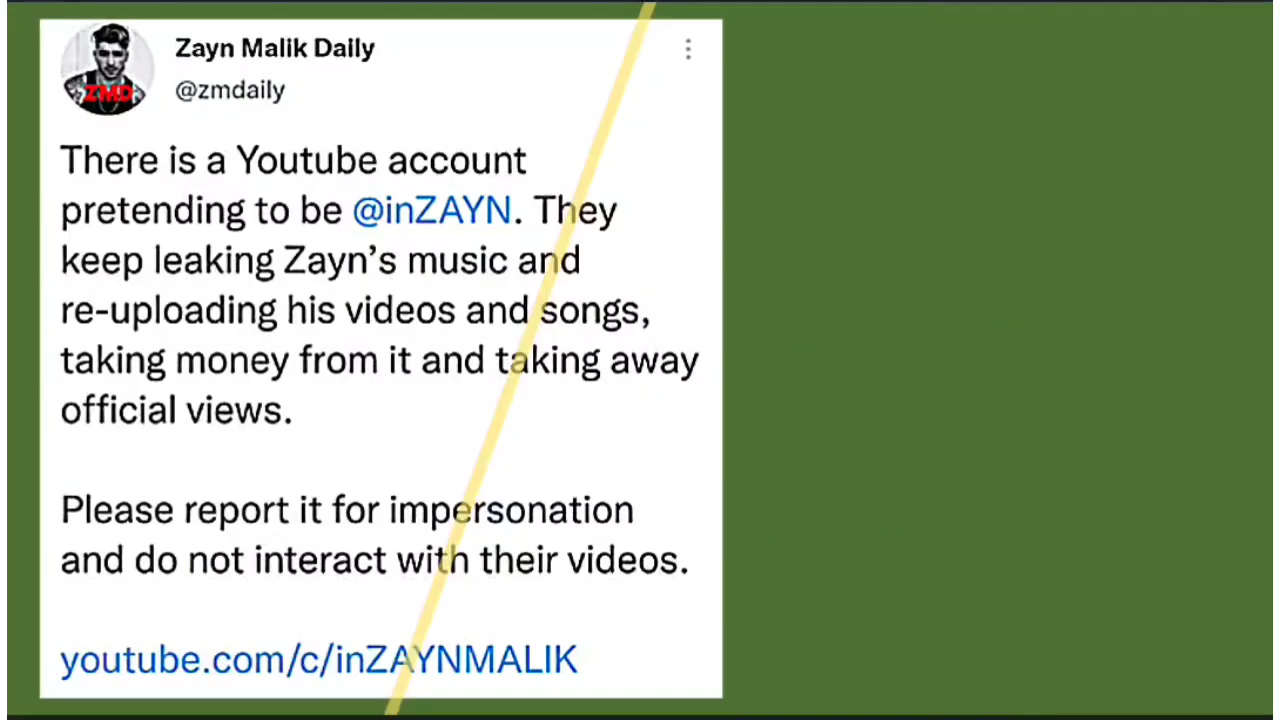 Zayn Malik Daily
ZMD
@zmdaily
There is a Youtube account
pretending to be @inZAYN. They
keep leaking Zayn’s music and
re-uploading his videos and songs,
taking money from it and taking away
official views.
Please report it for impersonation
and do not interact with their videos.
youtube.com/c/inZAYNMALIK